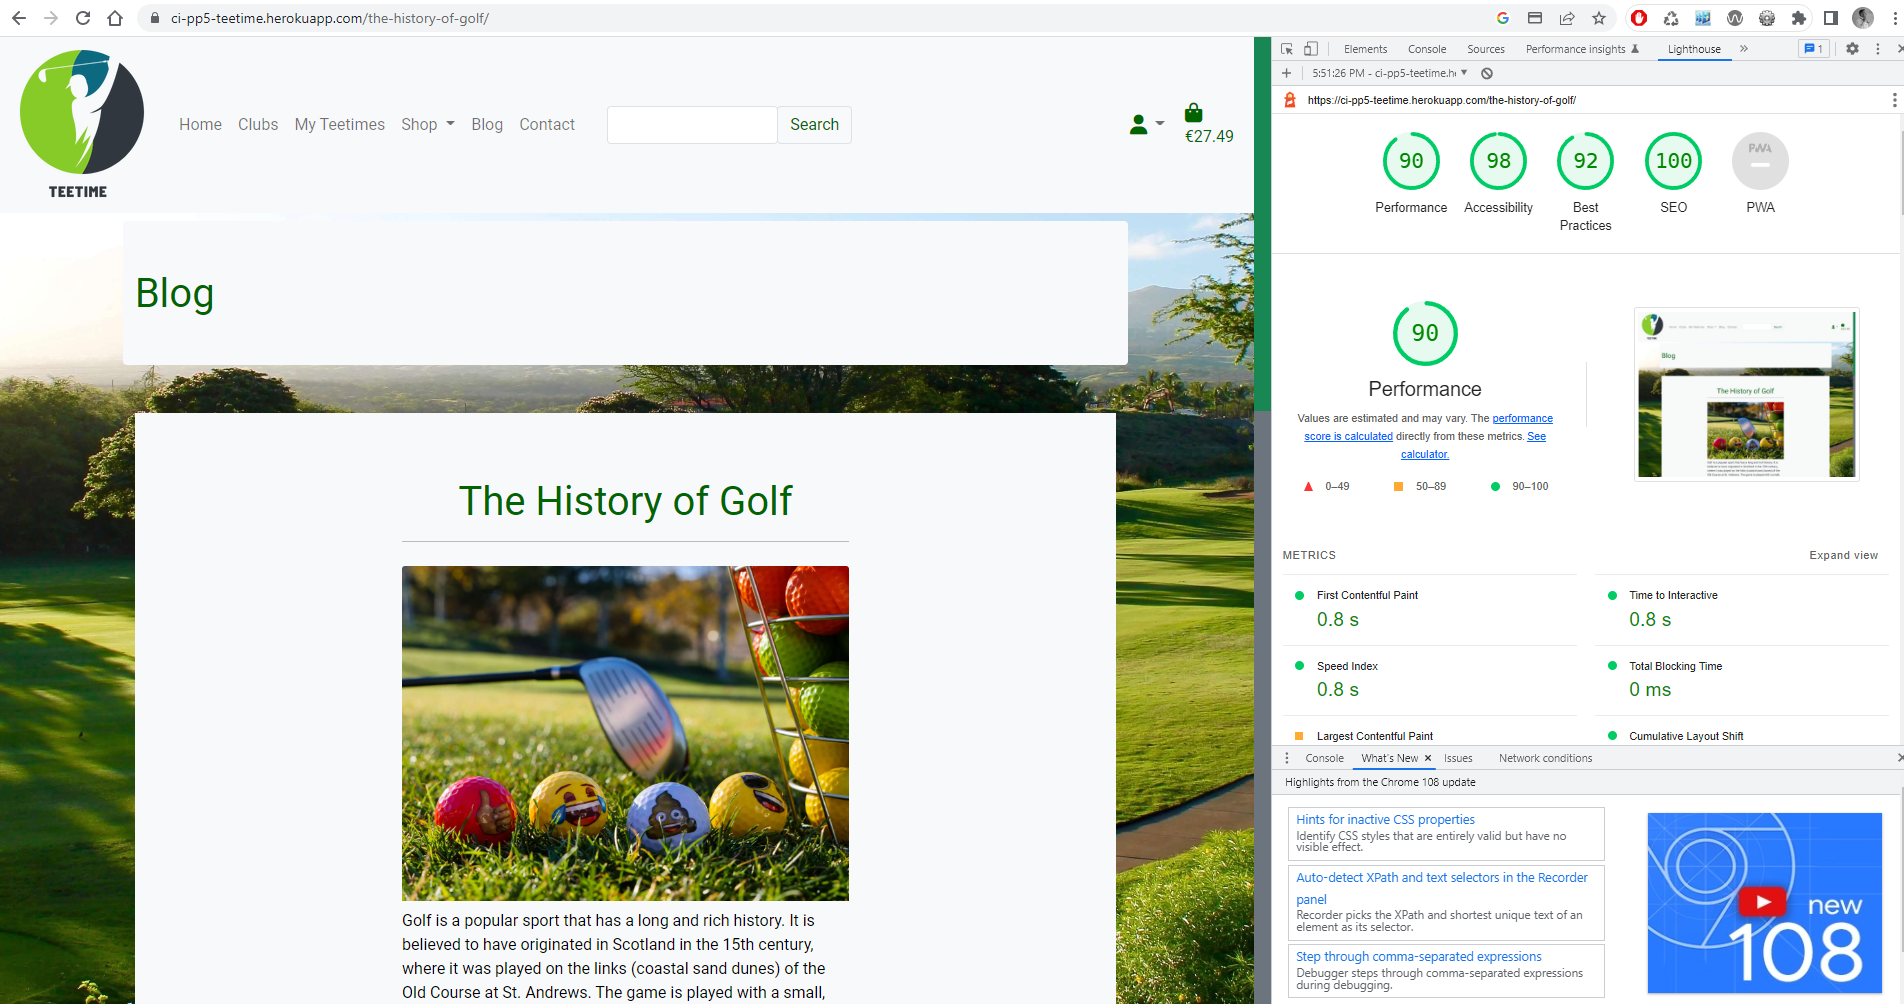 ci-pp5-teetime.herokuapp.com/the-history-of-golf/
TEETIME
Home Clubs My Teetimes Shop Blog Contact
Search
€27.49
Blog
The History of Golf
Golf is a popular sport that has a long and rich history. It is
believed to have originated in Scotland in the 15th century,
where it was played on the links (coastal sand dunes) of the
Old Course at St. Andrews. The game is played with a small,
Elements Console Sources Performance insights Lighthouse » 1
5:51:26 PM - ci-pp5-teetime.h
https://ci-pp5-teetime.herokuapp.com/the-history-of-golf/
90 98 92 100 PWA
Performance Accessibility Best SEO PWA
Practices
90
Performance
Values are estimated and may vary. The performance
score is calculated directly from these metrics. See
calculator.
0–49 50–89 90–100
Blog
The History of Golf
METRICS Expand view
First Contentful Paint Time to Interactive
0.8 s 0.8 s
Speed Index Total Blocking Time
0.8 s 0 ms
Largest Contentful Paint Cumulative Layout Shift
Console What's New × Issues Network conditions
Highlights from the Chrome 108 update
Hints for inactive CSS properties
Identify CSS styles that are entirely valid but have no
visible effect.
Auto-detect XPath and text selectors in the Recorder
panel
Recorder picks the XPath and shortest unique text of an
element as its selector.
Step through comma-separated expressions
Debugger steps through comma-separated expressions
during debugging.
new
108